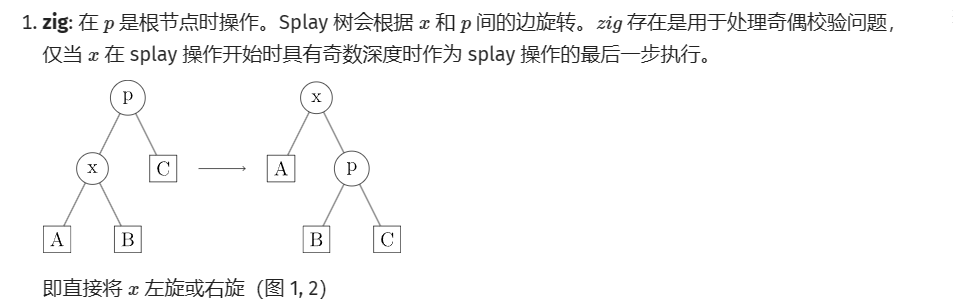 1. zig: 在 p 是根节点时操作。Splay 树会根据 x 和 p 间的边旋转。zig 存在是用于处理奇偶校验问题，
仅当 x 在 splay 操作开始时具有奇数深度时作为 splay 操作的最后一步执行。
p x
x C A p
A B B C
即直接将 x 左旋或右旋（图 1, 2）